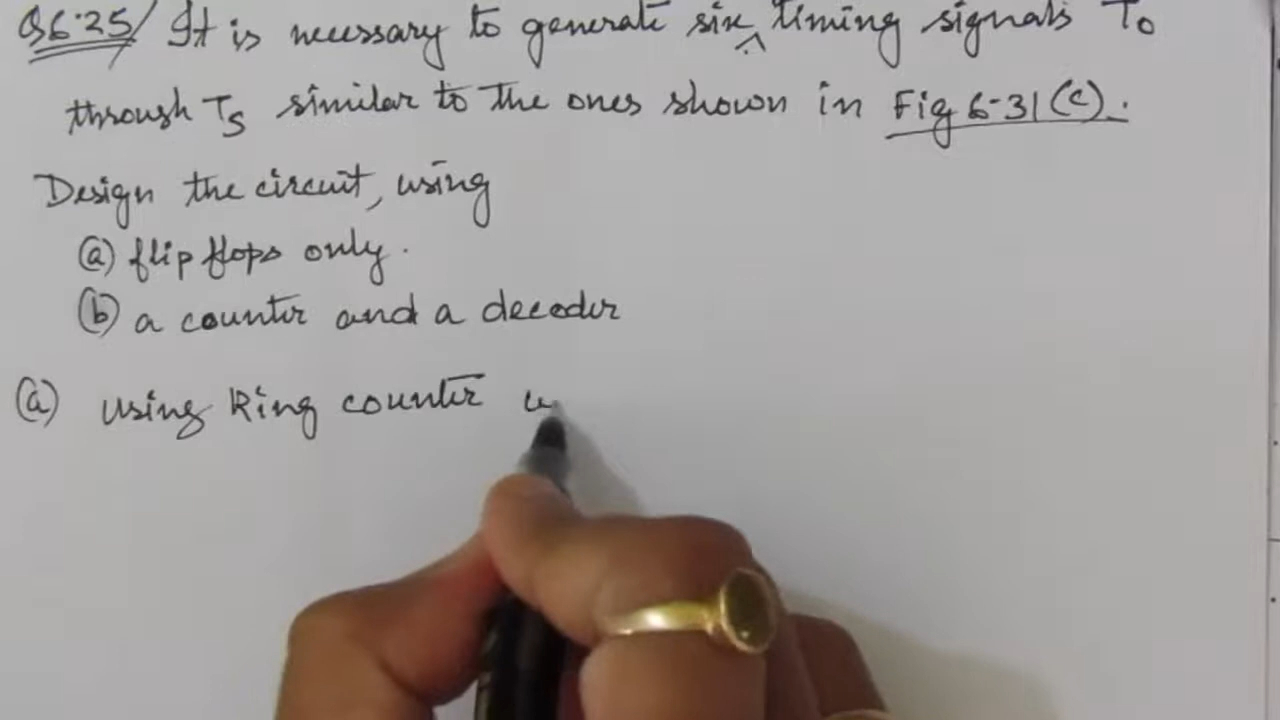 Q6.25/ It is necessary to generate six timing signals T0
through T5 similar to the ones shown in Fig 6-31(c).
Design the circuit, using
(a) flip flops only.
(b) a counter and a decoder
(a) using Ring counter